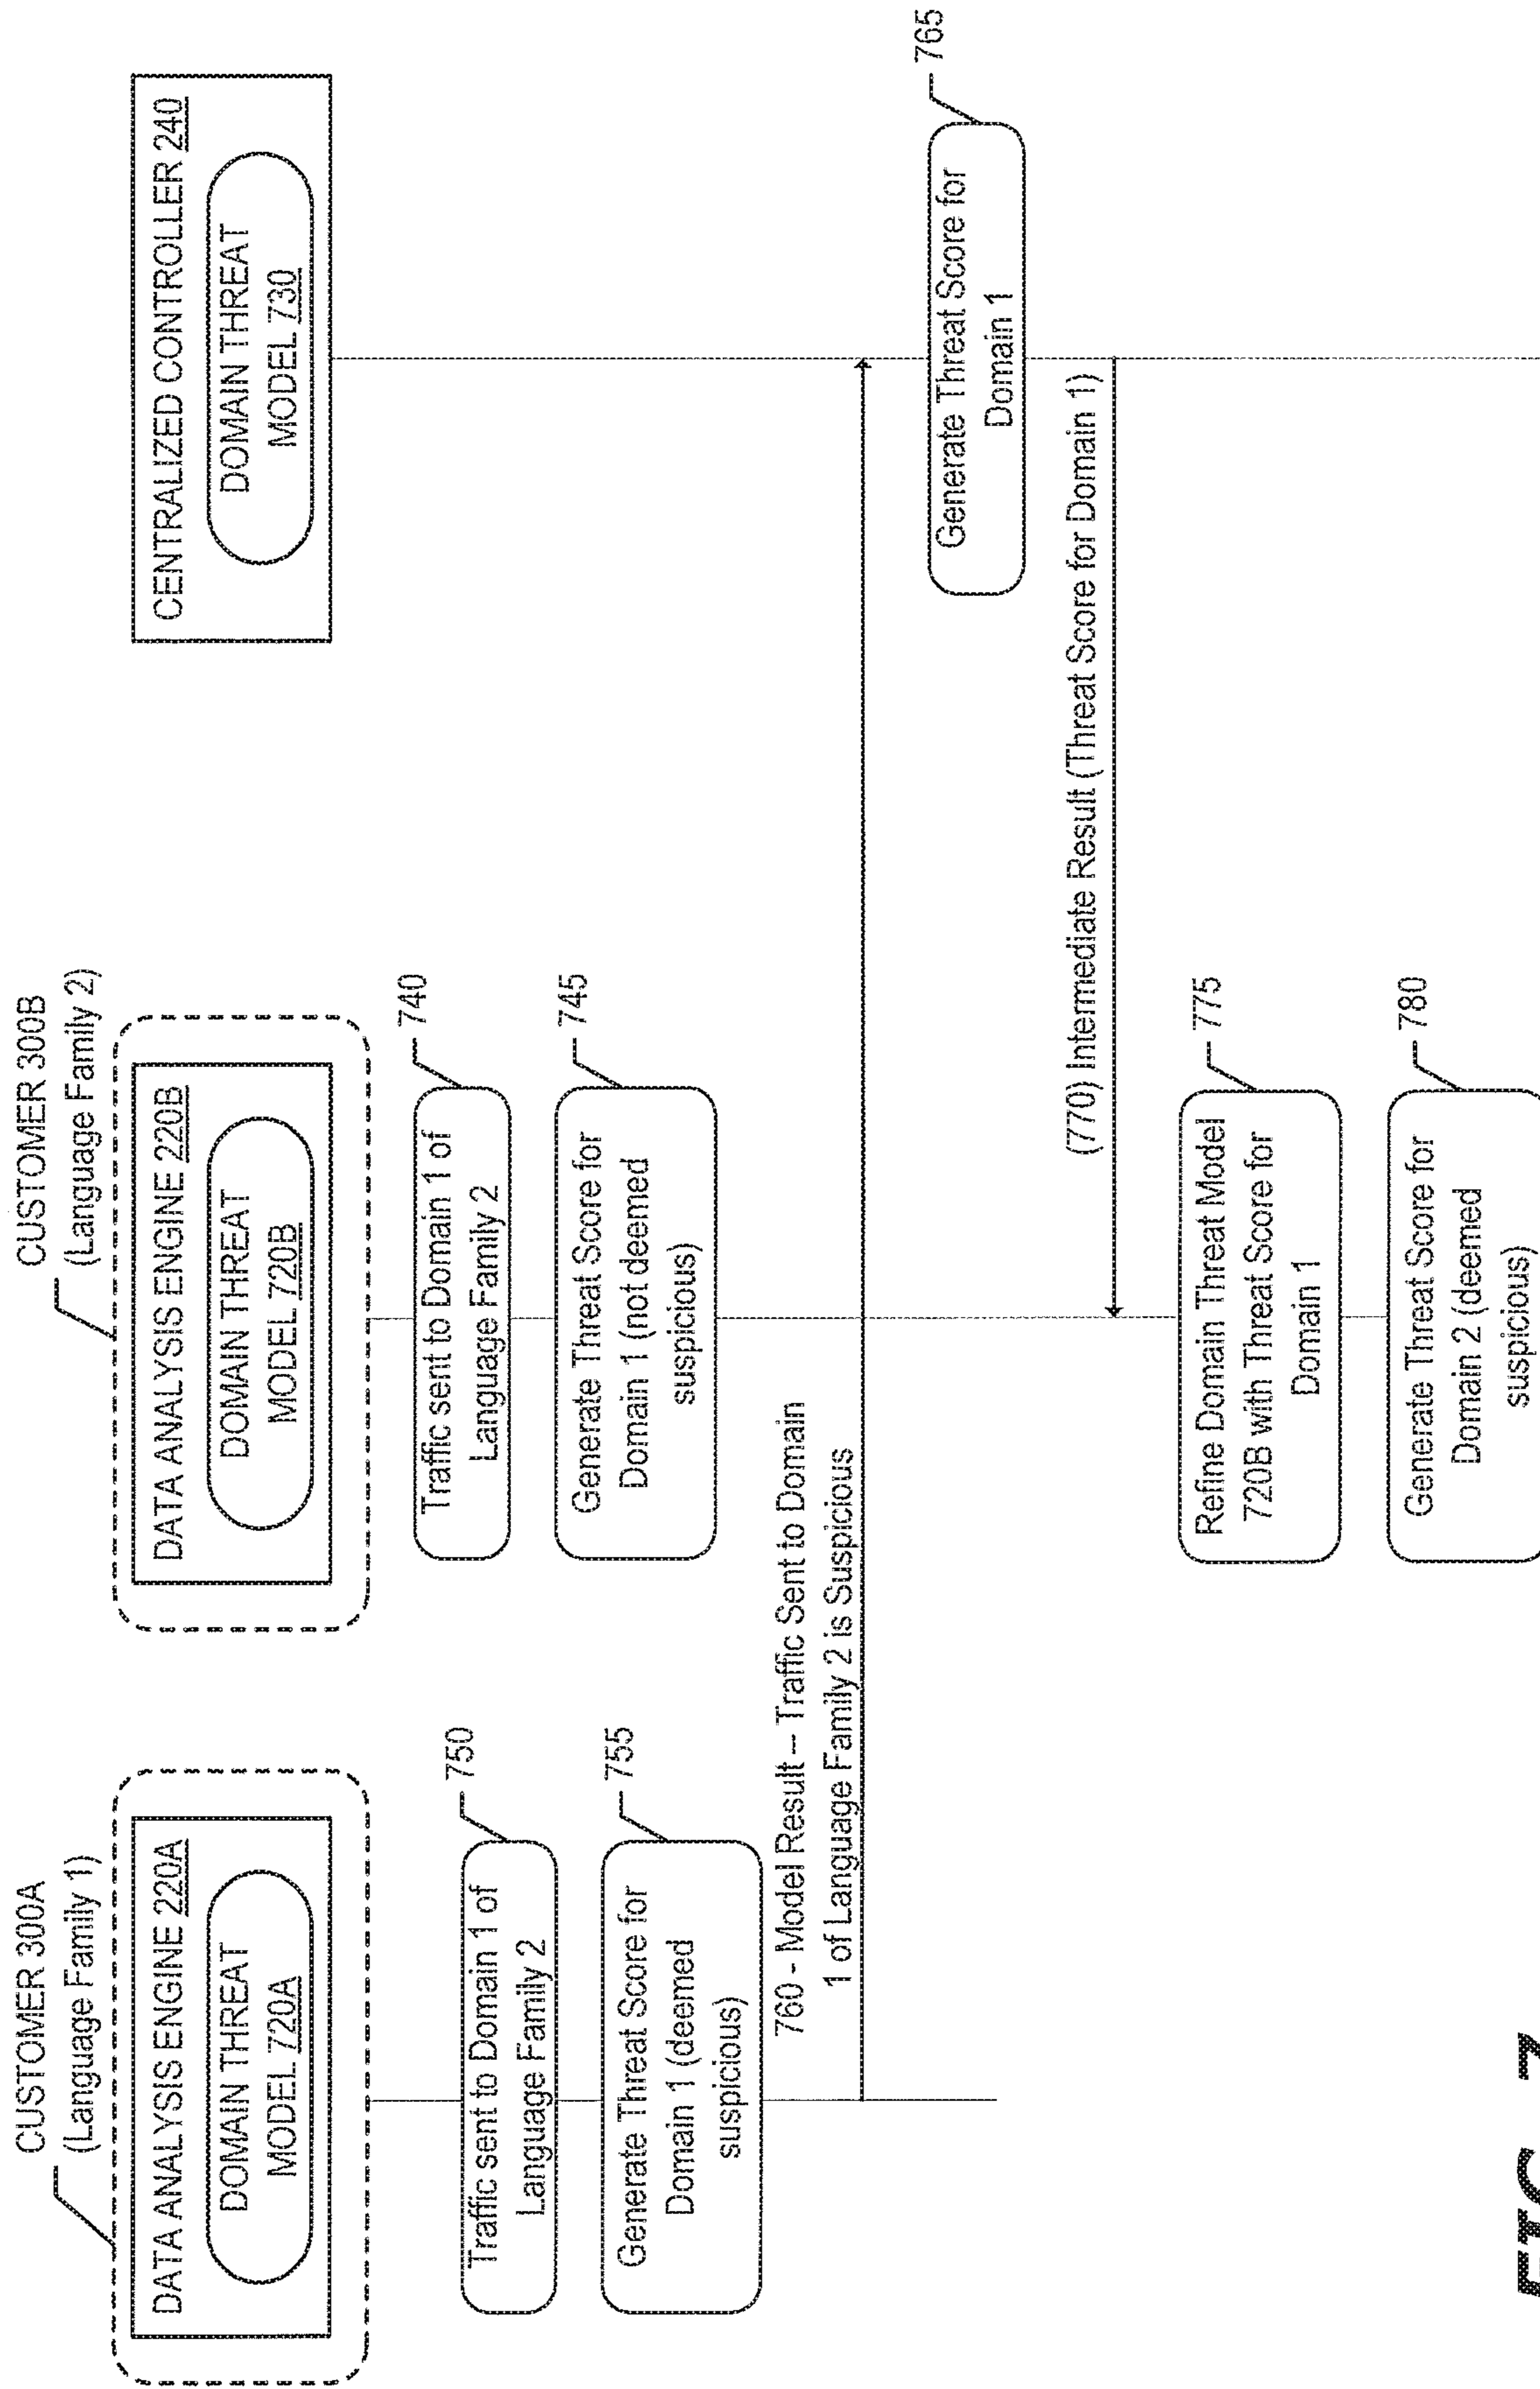 CUSTOMER 300A
(Language Family 1)
DATA ANALYSIS ENGINE 220A
DOMAIN THREAT
MODEL 720A
CUSTOMER 300B
(Language Family 2)
DATA ANALYSIS ENGINE 220B
DOMAIN THREAT
MODEL 720B
CENTRALIZED CONTROLLER 240
DOMAIN THREAT
MODEL 730
Traffic sent to Domain 1 of
Language Family 2
740
Generate Threat Score for
Domain 1 (not deemed
suspicious)
745
Traffic sent to Domain 1 of
Language Family 2
750
Generate Threat Score for
Domain 1 (deemed
suspicious)
755
760 - Model Result -- Traffic Sent to Domain
1 of Language Family 2 is Suspicious
Generate Threat Score for
Domain 1
765
(770) Intermediate Result (Threat Score for Domain 1)
Refine Domain Threat Model
720B with Threat Score for
Domain 1
775
Generate Threat Score for
Domain 2 (deemed
suspicious)
780
FIG. 7